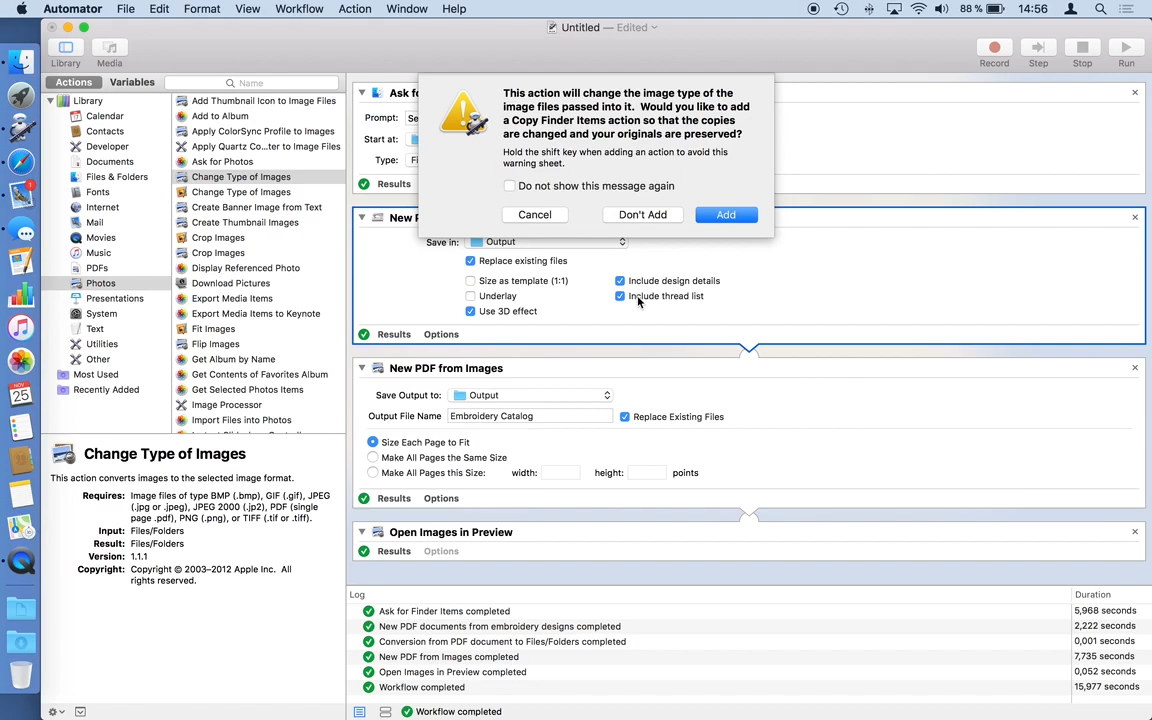 Automator File Edit Format View Workflow Action Window Help 88 % 14:56
Untitled — Edited
Library Media Record Step Stop Run
Actions Variables Name
Library
Calendar
Contacts
Developer
Documents
Files & Folders
Fonts
Internet
Mail
Movies
Music
PDFs
Photos
Presentations
System
Text
Utilities
Other
Most Used
Recently Added
Add Thumbnail Icon to Image Files
Add to Album
Apply ColorSync Profile to Images
Apply Quartz Co...ter to Image Files
Ask for Photos
Change Type of Images
Change Type of Images
Create Banner Image from Text
Create Thumbnail Images
Crop Images
Crop Images
Display Referenced Photo
Download Pictures
Export Media Items
Export Media Items to Keynote
Fit Images
Flip Images
Get Album by Name
Get Contents of Favorites Album
Get Selected Photos Items
Image Processor
Import Files into Photos
Change Type of Images
This action converts images to the selected image format.
Requires: Image files of type BMP (.bmp), GIF (.gif), JPEG
(.jpg or .jpeg), JPEG 2000 (.jp2), PDF (single
page .pdf), PNG (.png), or TIFF (.tif or .tiff).
Input: Files/Folders
Result: Files/Folders
Version: 1.1.1
Copyright: Copyright © 2003–2012 Apple Inc. All
rights reserved.
Ask fo
Prompt: Se
Start at:
Type: Fi
Results
This action will change the image type of the
image files passed into it. Would you like to add
a Copy Finder Items action so that the copies
are changed and your originals are preserved?
Hold the shift key when adding an action to avoid this
warning sheet.
Do not show this message again
Cancel Don't Add Add
New P
Save in: Output
Replace existing files
Size as template (1:1) Include design details
Underlay Include thread list
Use 3D effect
Results Options
New PDF from Images
Save Output to: Output
Output File Name Embroidery Catalog Replace Existing Files
Size Each Page to Fit
Make All Pages the Same Size
Make All Pages this Size: width: height: points
Results Options
Open Images in Preview
Results Options
Log Duration
Ask for Finder Items completed 5,968 seconds
New PDF documents from embroidery designs completed 2,222 seconds
Conversion from PDF document to Files/Folders completed 0,001 seconds
New PDF from Images completed 7,735 seconds
Open Images in Preview completed 0,052 seconds
Workflow completed 15,977 seconds
Workflow completed
NOV
25
1